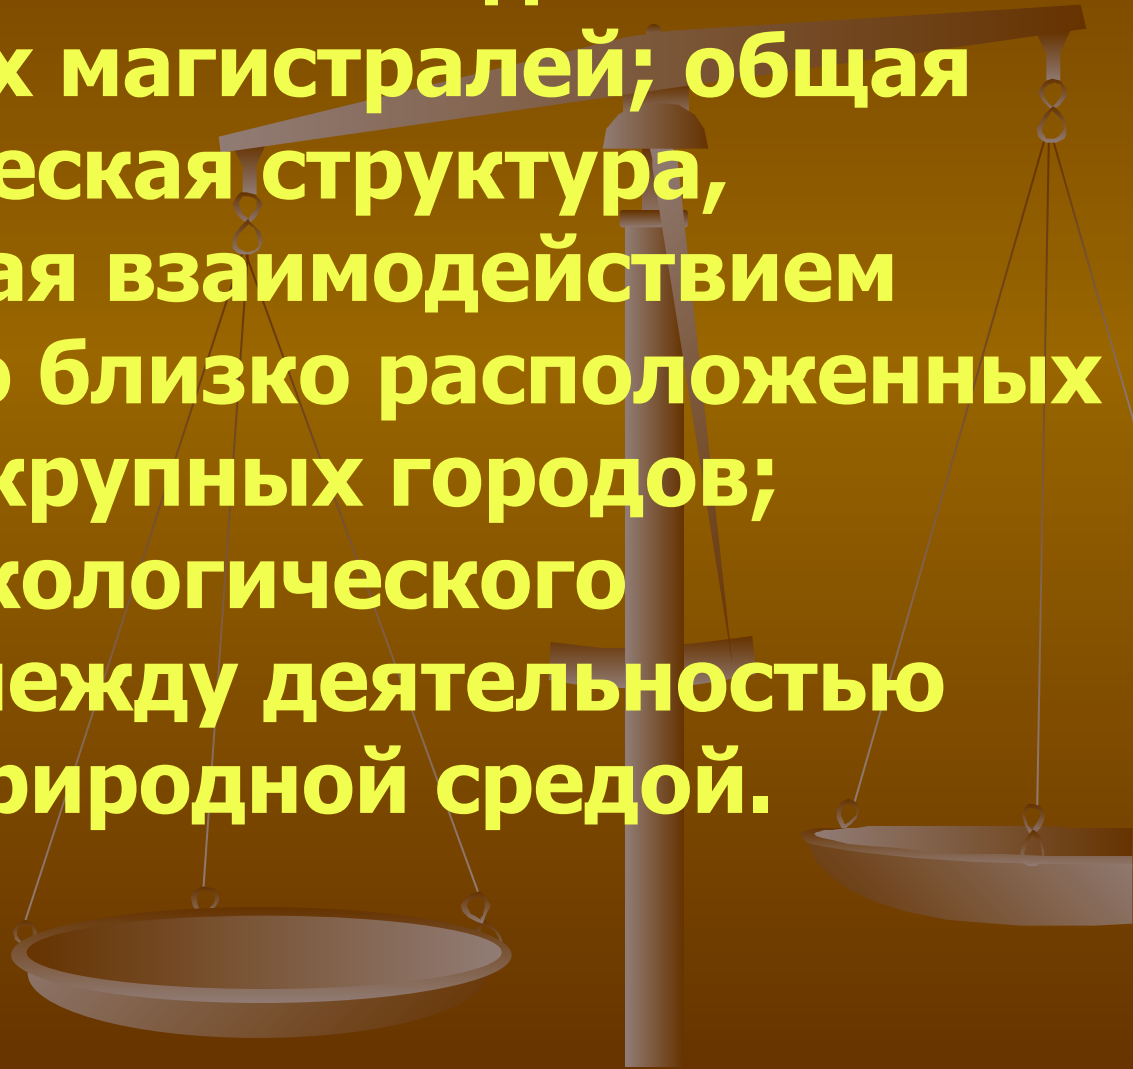 х магистралей; общая
еская структура,
ая взаимодействием
о близко расположенных
крупных городов;
кологического
ежду деятельностью
риродной средой.